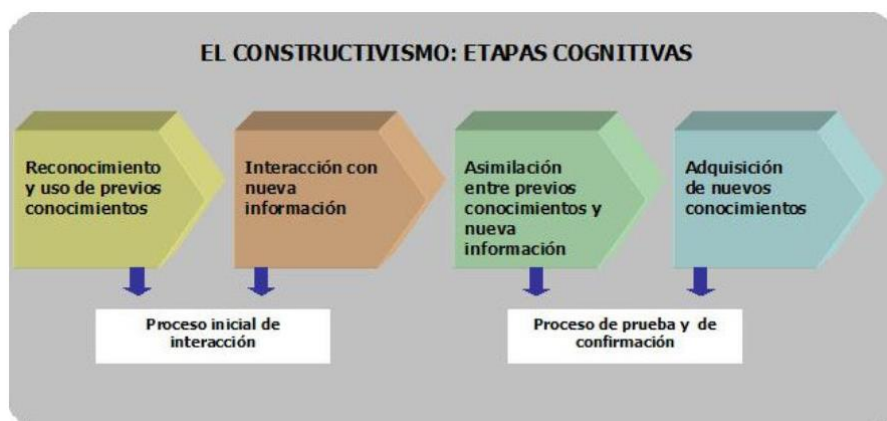 EL CONSTRUCTIVISMO: ETAPAS COGNITIVAS
Reconocimiento
y uso de previos
conocimientos
Interacción con
nueva
información
Asimilación
entre previos
conocimientos y
nueva
información
Adquisición
de nuevos
conocimientos
Proceso inicial de
interacción
Proceso de prueba y de
confirmación